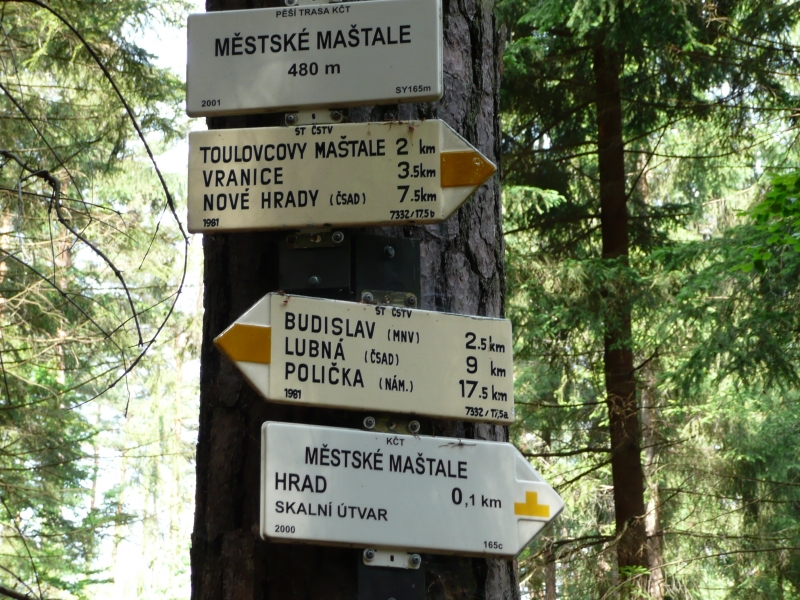 PĚŠÍ TRASA KČT
MĚSTSKÉ MAŠTALE
480 m
2001 SY165m
ST ČSTV
TOULOVCOVY MAŠTALE 2 km
VRANICE 3.5km
NOVÉ HRADY (ČSAD) 7.5km
1981 7332/17,5b
ST ČSTV
BUDISLAV (MNV) 2.5km
LUBNÁ (ČSAD) 9 km
POLIČKA (NÁM.) 17.5km
1981 7332/17,5a
KČT
MĚSTSKÉ MAŠTALE
HRAD 0,1 km
SKALNÍ ÚTVAR
2000 165c